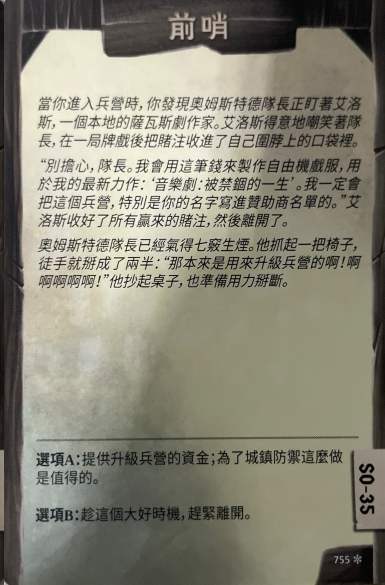 前哨
當你進入兵營時，你發現奧姆斯特德隊長正盯著艾洛
斯，一個本地的薩瓦斯劇作家。艾洛斯得意地嘲笑著隊
長，在一局牌戲後把賭注收進了自己圍脖上的口袋裡。
“別擔心，隊長。我會用這筆錢來製作自由機戲服，用
於我的最新力作：‘音樂劇：被禁錮的一生’。我一定會
把這個兵營，特別是你的名字寫進贊助商名單的。”艾
洛斯收好了所有贏來的賭注，然後離開了。
奧姆斯特德隊長已經氣得七竅生煙。他抓起一把椅子，
徒手就掰成了兩半：“那本來是用來升級兵營的啊！啊
啊啊啊啊！”他抄起桌子，也準備用力掰斷。
選項A：提供升級兵營的資金；為了城鎮防禦這麼做
是值得的。
選項B：趁這個大好時機，趕緊離開。
SO-35
755